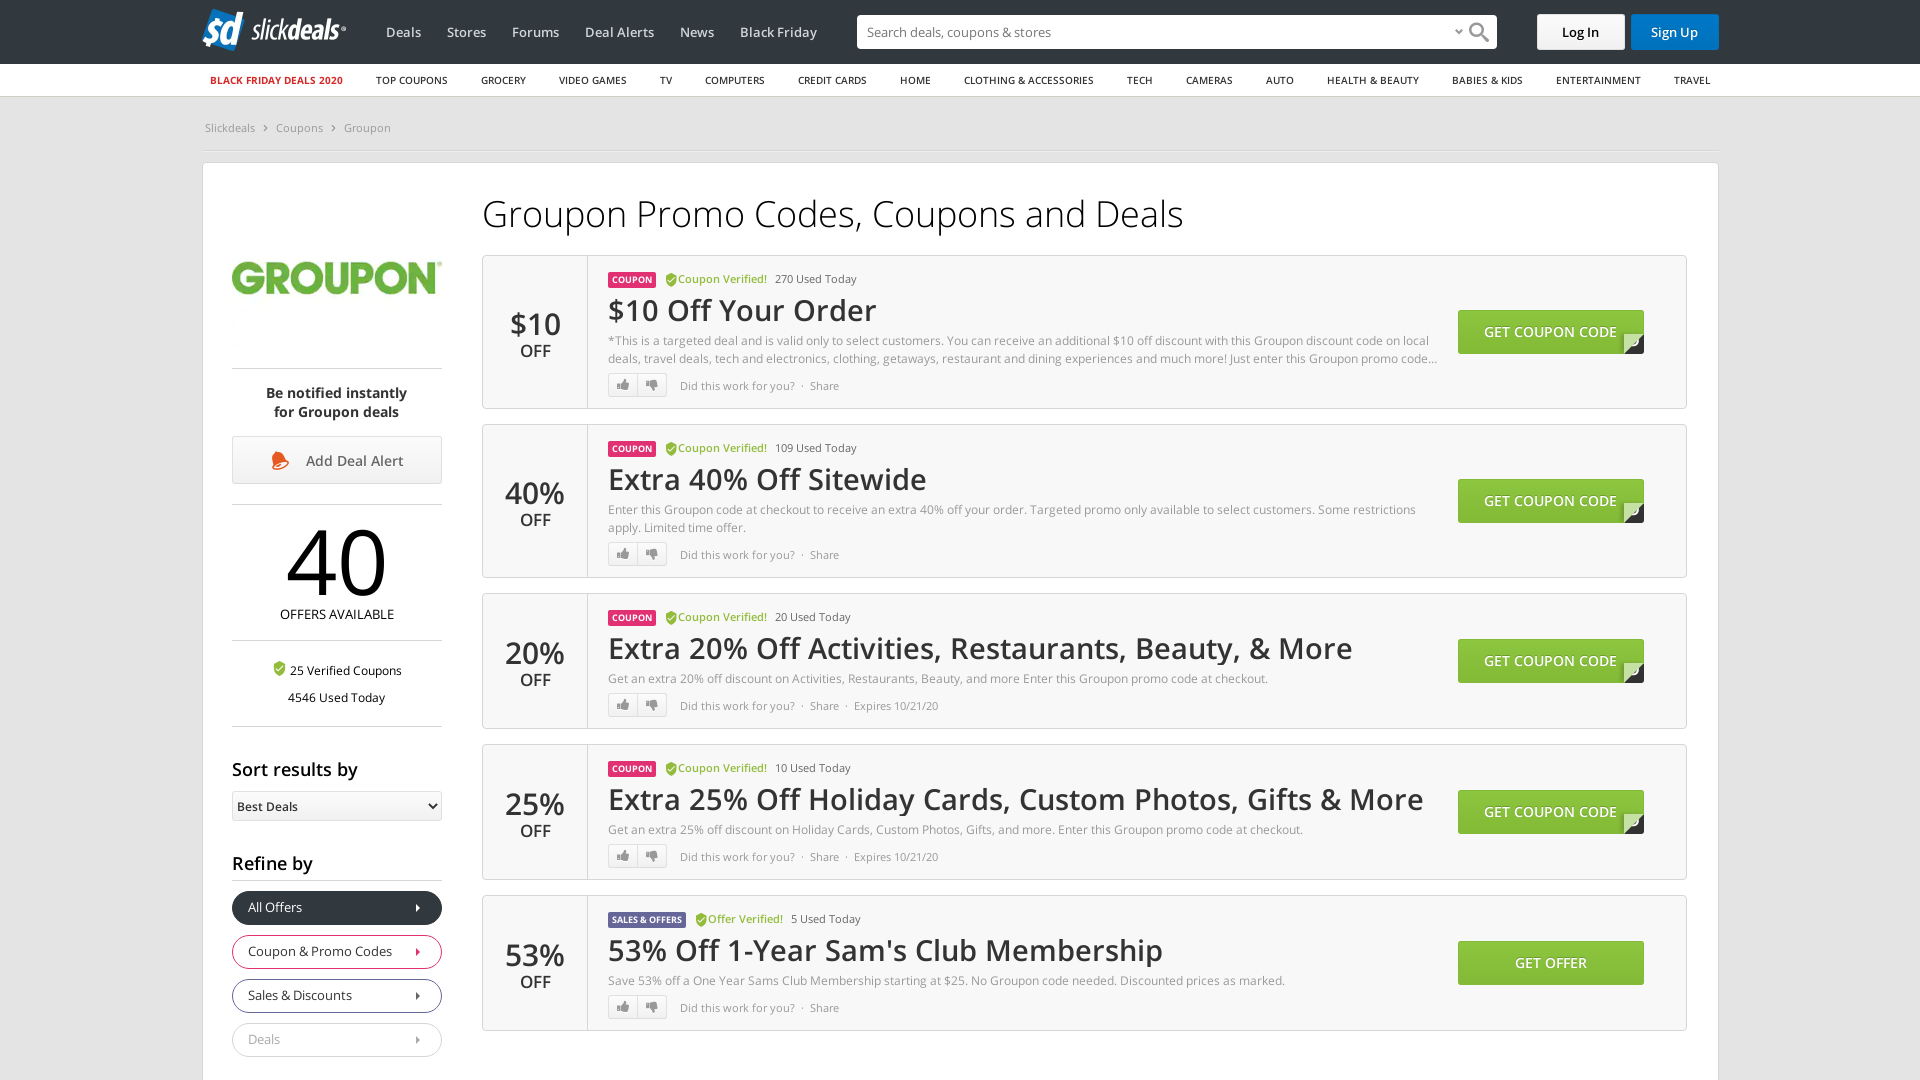 sd slickdeals
Deals Stores Forums Deal Alerts News Black Friday
Search deals, coupons & stores
Log In Sign Up
BLACK FRIDAY DEALS 2020 TOP COUPONS GROCERY VIDEO GAMES TV COMPUTERS CREDIT CARDS HOME CLOTHING & ACCESSORIES TECH CAMERAS AUTO HEALTH & BEAUTY BABIES & KIDS ENTERTAINMENT TRAVEL
Slickdeals › Coupons › Groupon
GROUPON
Be notified instantly
for Groupon deals
Add Deal Alert
40
OFFERS AVAILABLE
25 Verified Coupons
4546 Used Today
Sort results by
Best Deals
Refine by
All Offers
Coupon & Promo Codes
Sales & Discounts
Deals
Groupon Promo Codes, Coupons and Deals
$10
OFF
COUPON Coupon Verified! 270 Used Today
$10 Off Your Order
*This is a targeted deal and is valid only to select customers. You can receive an additional $10 off discount with this Groupon discount code on local
deals, travel deals, tech and electronics, clothing, getaways, restaurant and dining experiences and much more! Just enter this Groupon promo code...
Did this work for you? · Share
GET COUPON CODE
40%
OFF
COUPON Coupon Verified! 109 Used Today
Extra 40% Off Sitewide
Enter this Groupon code at checkout to receive an extra 40% off your order. Targeted promo only available to select customers. Some restrictions
apply. Limited time offer.
Did this work for you? · Share
GET COUPON CODE
20%
OFF
COUPON Coupon Verified! 20 Used Today
Extra 20% Off Activities, Restaurants, Beauty, & More
Get an extra 20% off discount on Activities, Restaurants, Beauty, and more Enter this Groupon promo code at checkout.
Did this work for you? · Share · Expires 10/21/20
GET COUPON CODE
25%
OFF
COUPON Coupon Verified! 10 Used Today
Extra 25% Off Holiday Cards, Custom Photos, Gifts & More
Get an extra 25% off discount on Holiday Cards, Custom Photos, Gifts, and more. Enter this Groupon promo code at checkout.
Did this work for you? · Share · Expires 10/21/20
GET COUPON CODE
53%
OFF
SALES & OFFERS Offer Verified! 5 Used Today
53% Off 1-Year Sam's Club Membership
Save 53% off a One Year Sams Club Membership starting at $25. No Groupon code needed. Discounted prices as marked.
Did this work for you? · Share
GET OFFER